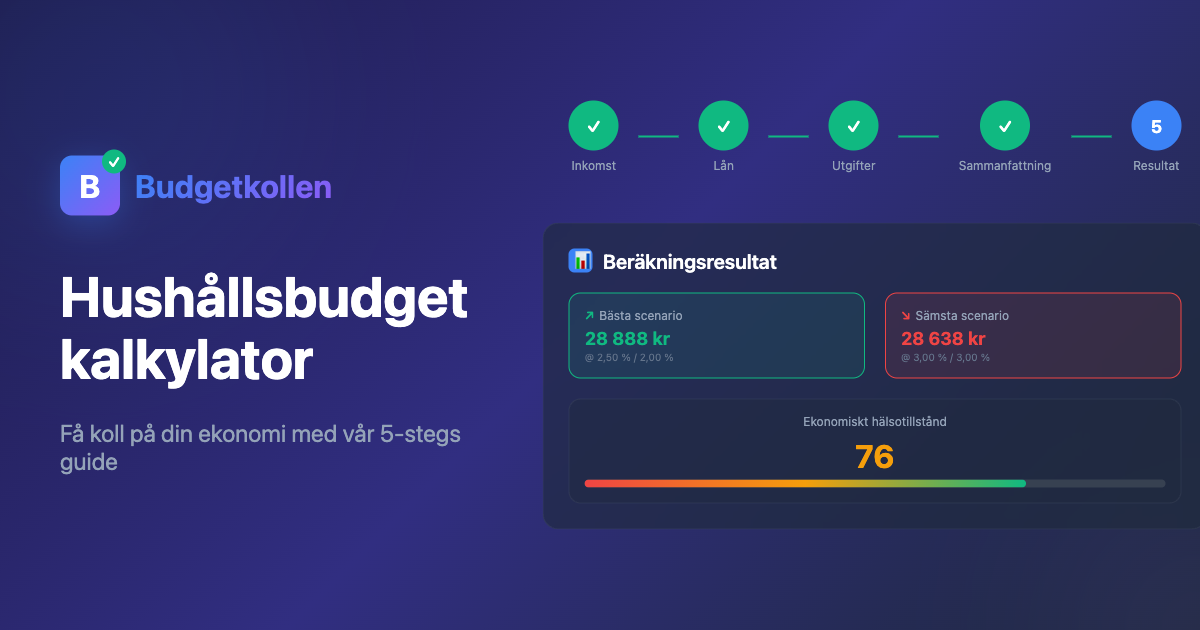 B
Budgetkollen
Hushållsbudget
kalkylator
Få koll på din ekonomi med vår 5-stegs
guide
5
Inkomst
Lån
Utgifter
Sammanfattning
Resultat
Beräkningsresultat
Bästa scenario
28 888 kr
@ 2,50 % / 2,00 %
Sämsta scenario
28 638 kr
@ 3,00 % / 3,00 %
Ekonomiskt hälsotillstånd
76